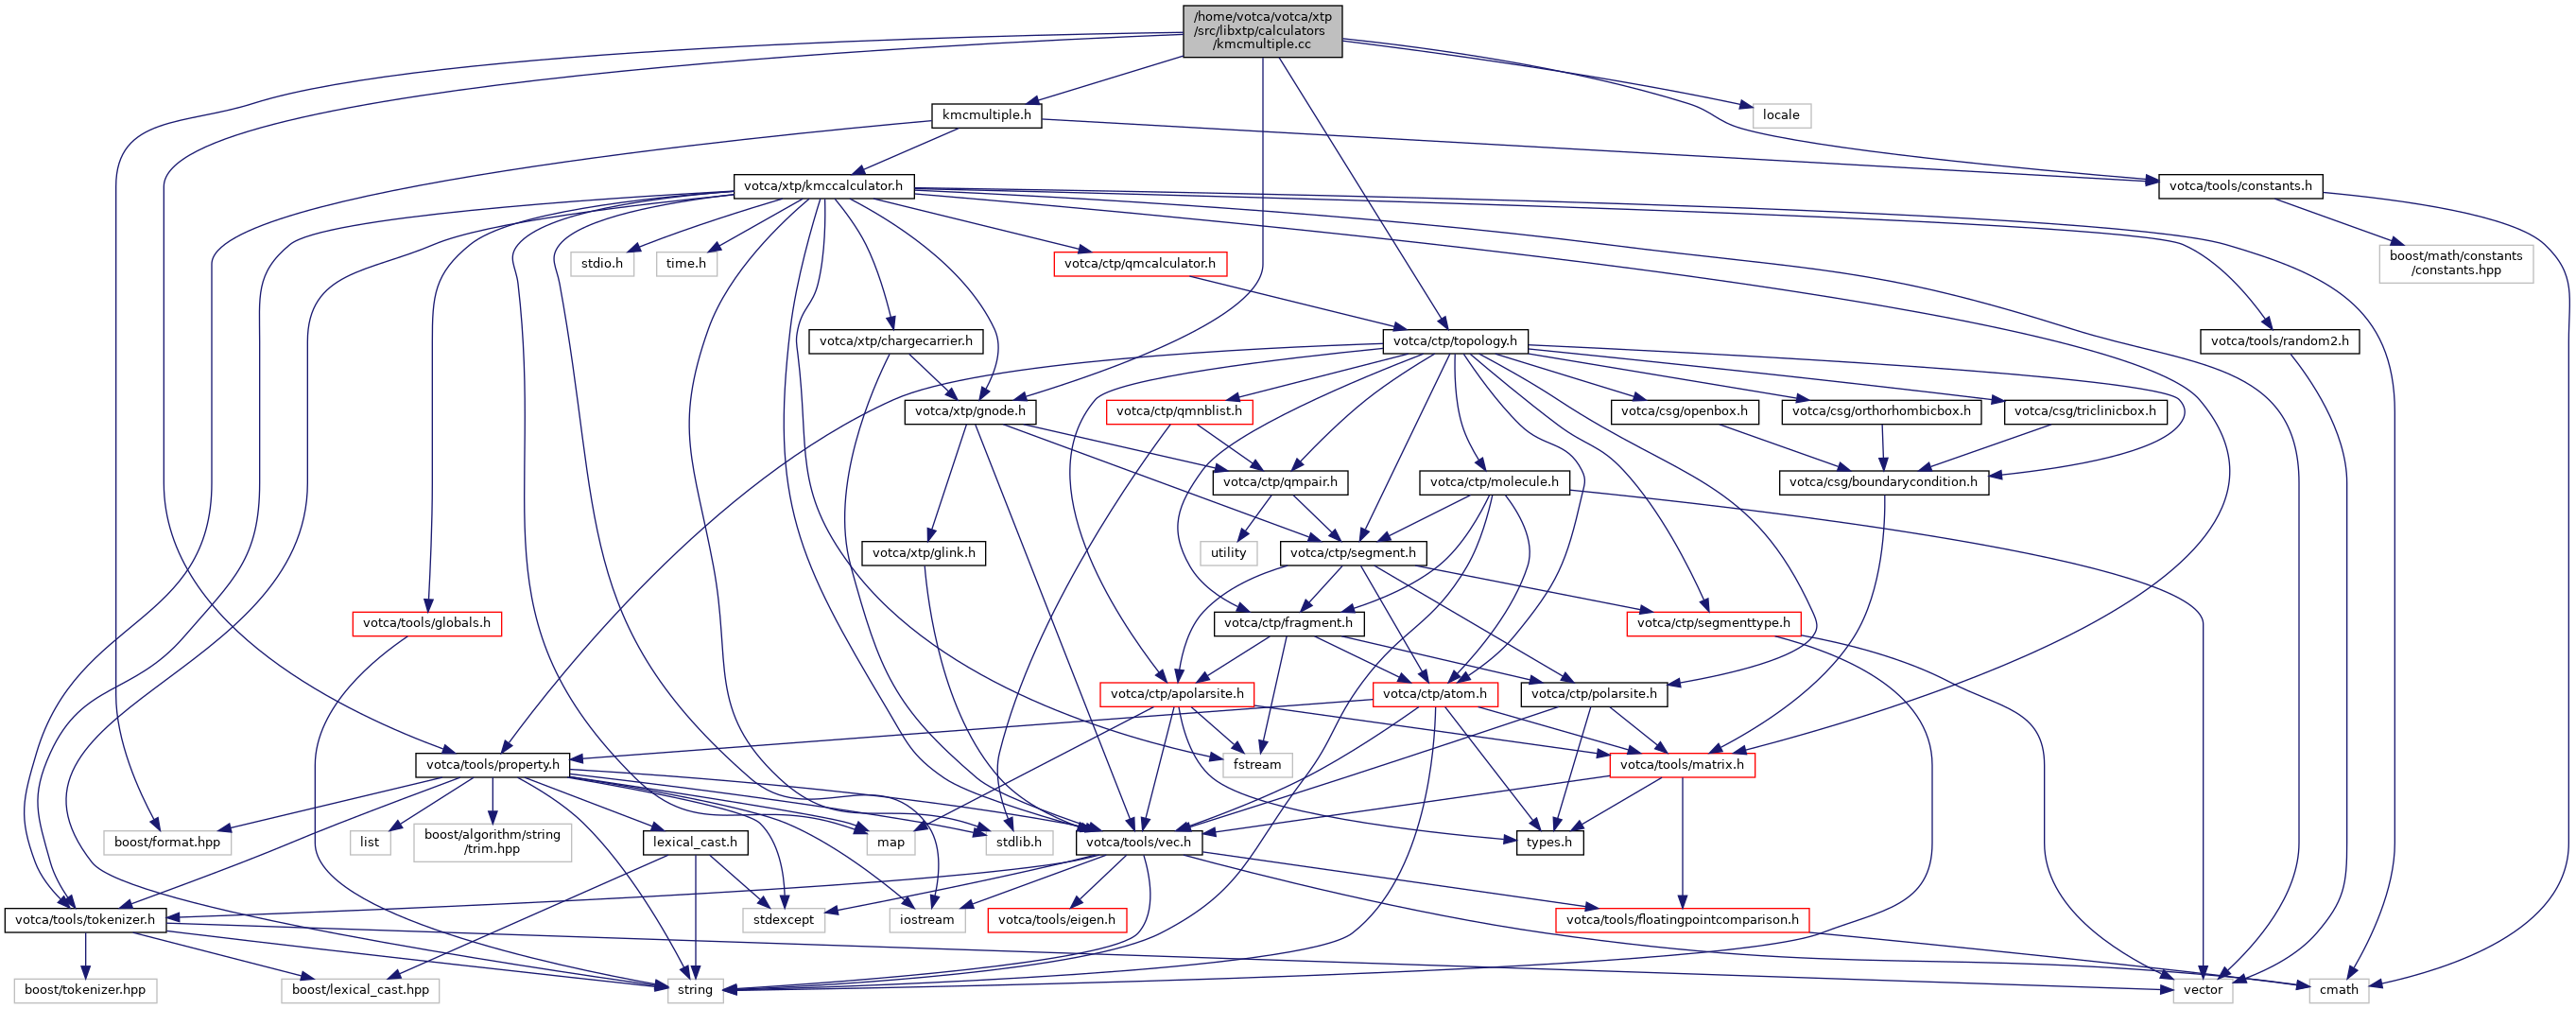 /home/votca/votca/xtp
/src/libxtp/calculators
/kmcmultiple.cc
kmcmultiple.h
locale
votca/xtp/kmccalculator.h
votca/tools/constants.h
stdio.h
time.h
votca/ctp/qmcalculator.h
boost/math/constants
/constants.hpp
votca/xtp/chargecarrier.h
votca/ctp/topology.h
votca/tools/random2.h
votca/xtp/gnode.h
votca/ctp/qmnblist.h
votca/csg/openbox.h
votca/csg/orthorhombicbox.h
votca/csg/triclinicbox.h
votca/ctp/qmpair.h
votca/ctp/molecule.h
votca/csg/boundarycondition.h
votca/xtp/glink.h
utility
votca/ctp/segment.h
votca/tools/globals.h
votca/ctp/fragment.h
votca/ctp/segmenttype.h
votca/ctp/apolarsite.h
votca/ctp/atom.h
votca/ctp/polarsite.h
votca/tools/property.h
fstream
votca/tools/matrix.h
boost/format.hpp
list
boost/algorithm/string
/trim.hpp
lexical_cast.h
map
stdlib.h
votca/tools/vec.h
types.h
votca/tools/tokenizer.h
stdexcept
iostream
votca/tools/eigen.h
votca/tools/floatingpointcomparison.h
boost/tokenizer.hpp
boost/lexical_cast.hpp
string
vector
cmath